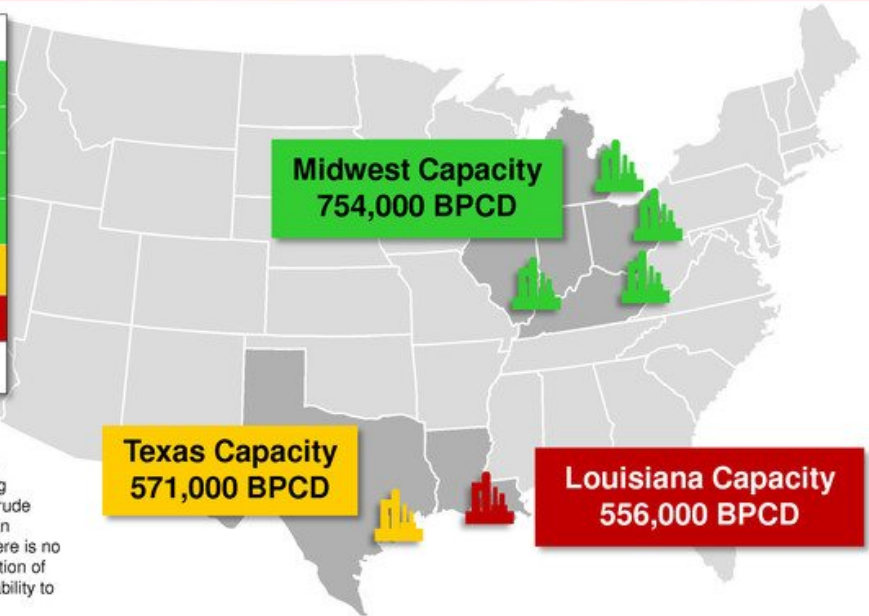 Midwest Capacity
754,000 BPCD
Texas Capacity
571,000 BPCD
Louisiana Capacity
556,000 BPCD
rude
ere is no
tion of
bility to